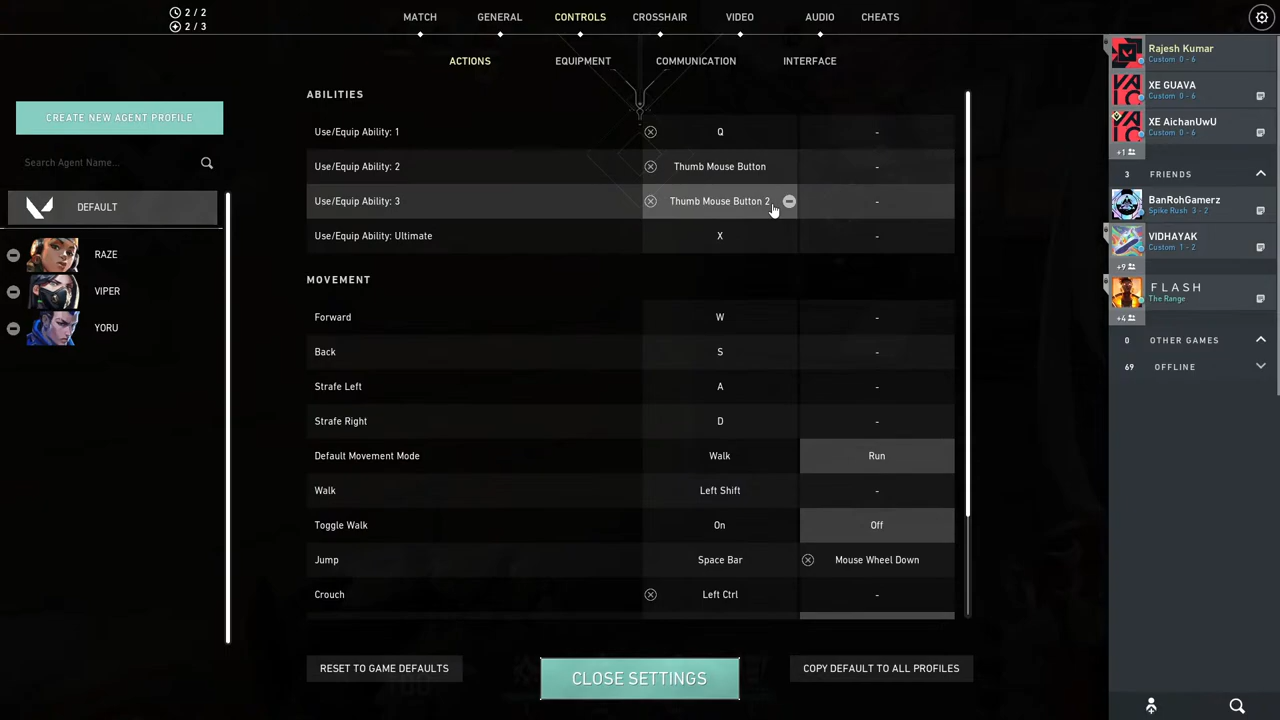 2 / 2
2 / 3
MATCH GENERAL CONTROLS CROSSHAIR VIDEO AUDIO CHEATS
ACTIONS EQUIPMENT COMMUNICATION INTERFACE
CREATE NEW AGENT PROFILE
Search Agent Name...
DEFAULT
RAZE
VIPER
YORU
ABILITIES
Use/Equip Ability: 1 Q -
Use/Equip Ability: 2 Thumb Mouse Button -
Use/Equip Ability: 3 Thumb Mouse Button 2 -
Use/Equip Ability: Ultimate X -
MOVEMENT
Forward W -
Back S -
Strafe Left A -
Strafe Right D -
Default Movement Mode Walk Run
Walk Left Shift -
Toggle Walk On Off
Jump Space Bar Mouse Wheel Down
Crouch Left Ctrl -
RESET TO GAME DEFAULTS
CLOSE SETTINGS
COPY DEFAULT TO ALL PROFILES
Rajesh Kumar
Custom 0 - 6
XE GUAVA
Custom 0 - 6
XE AichanUwU
Custom 0 - 6
+1
3 FRIENDS
BanRohGamerz
Spike Rush 3 - 2
VIDHAYAK
Custom 1 - 2
+9
F L A S H
The Range
+4
0 OTHER GAMES
69 OFFLINE